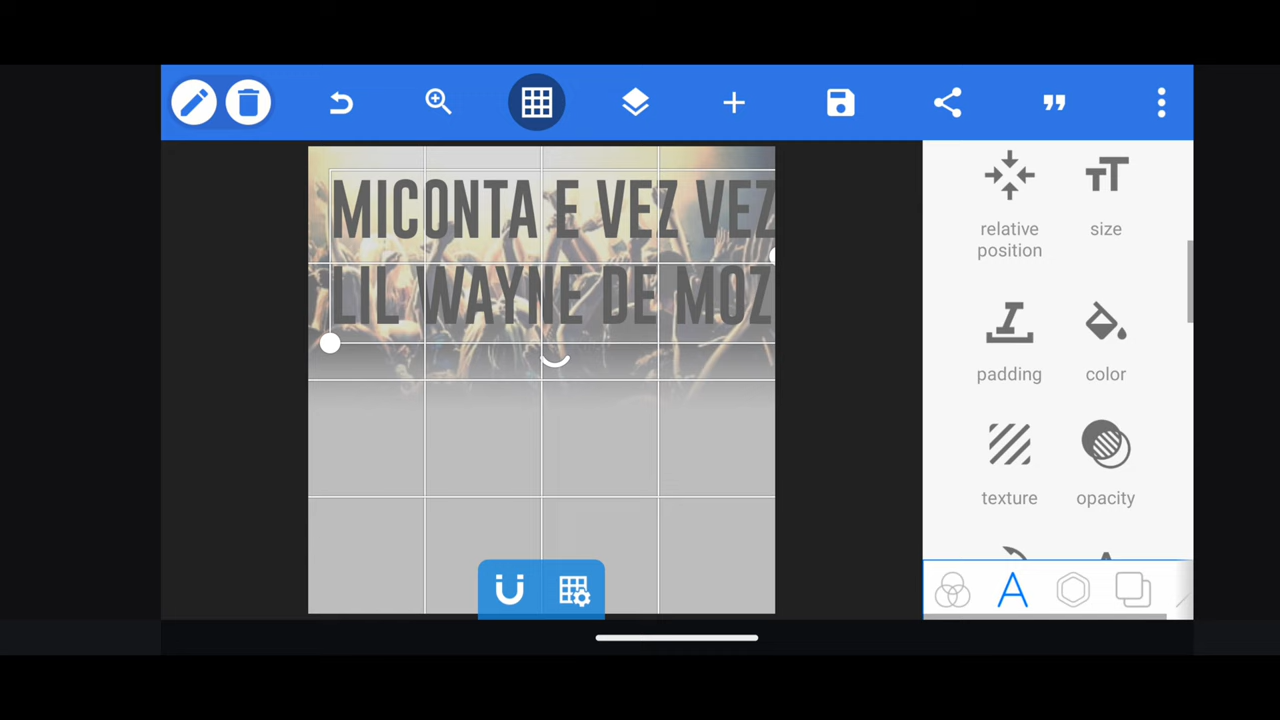 MICONTA E VEZ VEZ
LIL WAYNE DE MOZ
relative
position
size
padding
color
texture
opacity